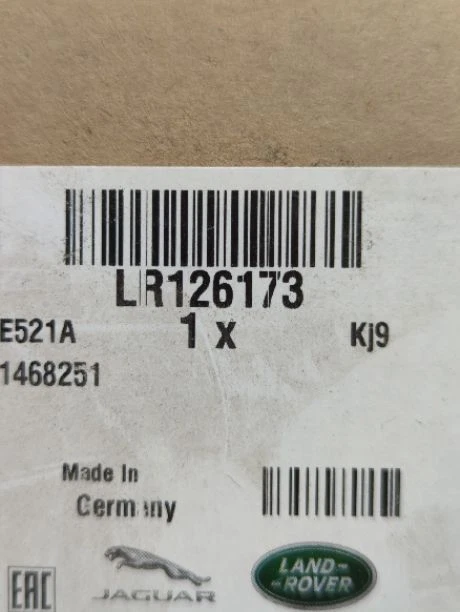 LR126173
E521A 1 x Kj9
1468251
Made In
Germany
EAC JAGUAR LAND-
-ROVER